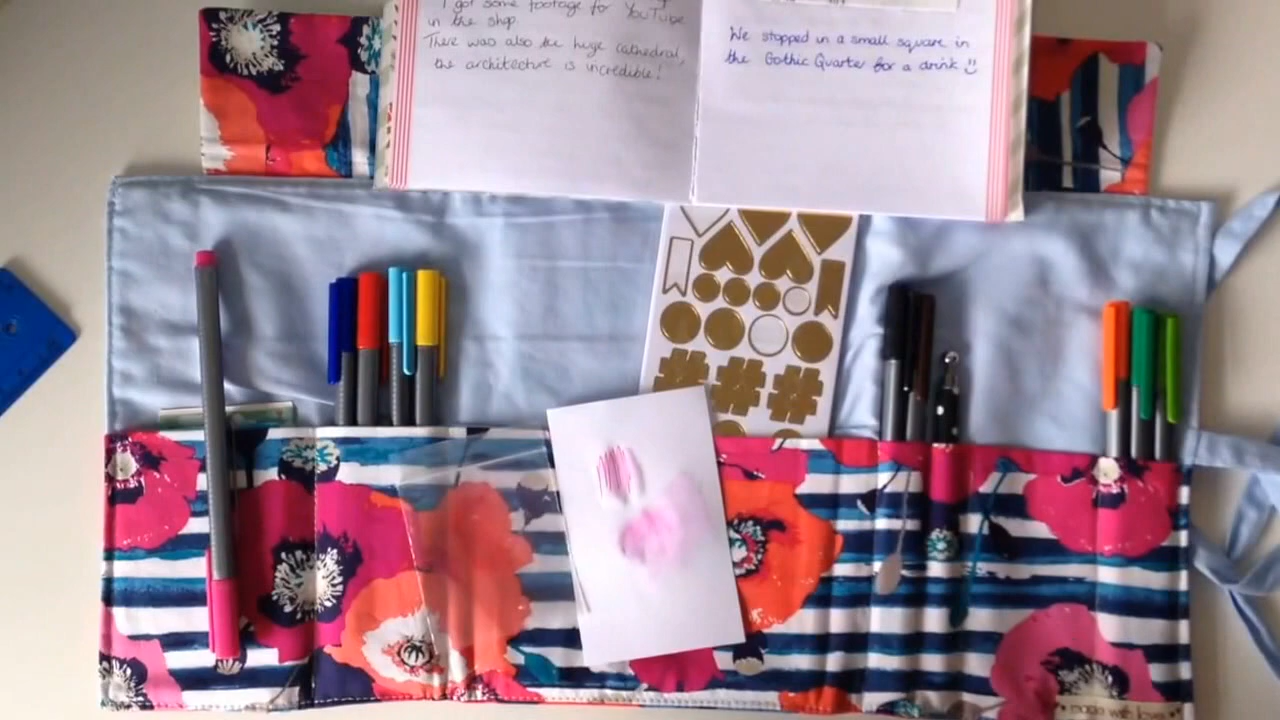 I got some footage for YouTube
in the shop.
There was also the huge cathedral,
the architecture is incredible!
We stopped in a small square in
the Gothic Quarter for a drink
made with love